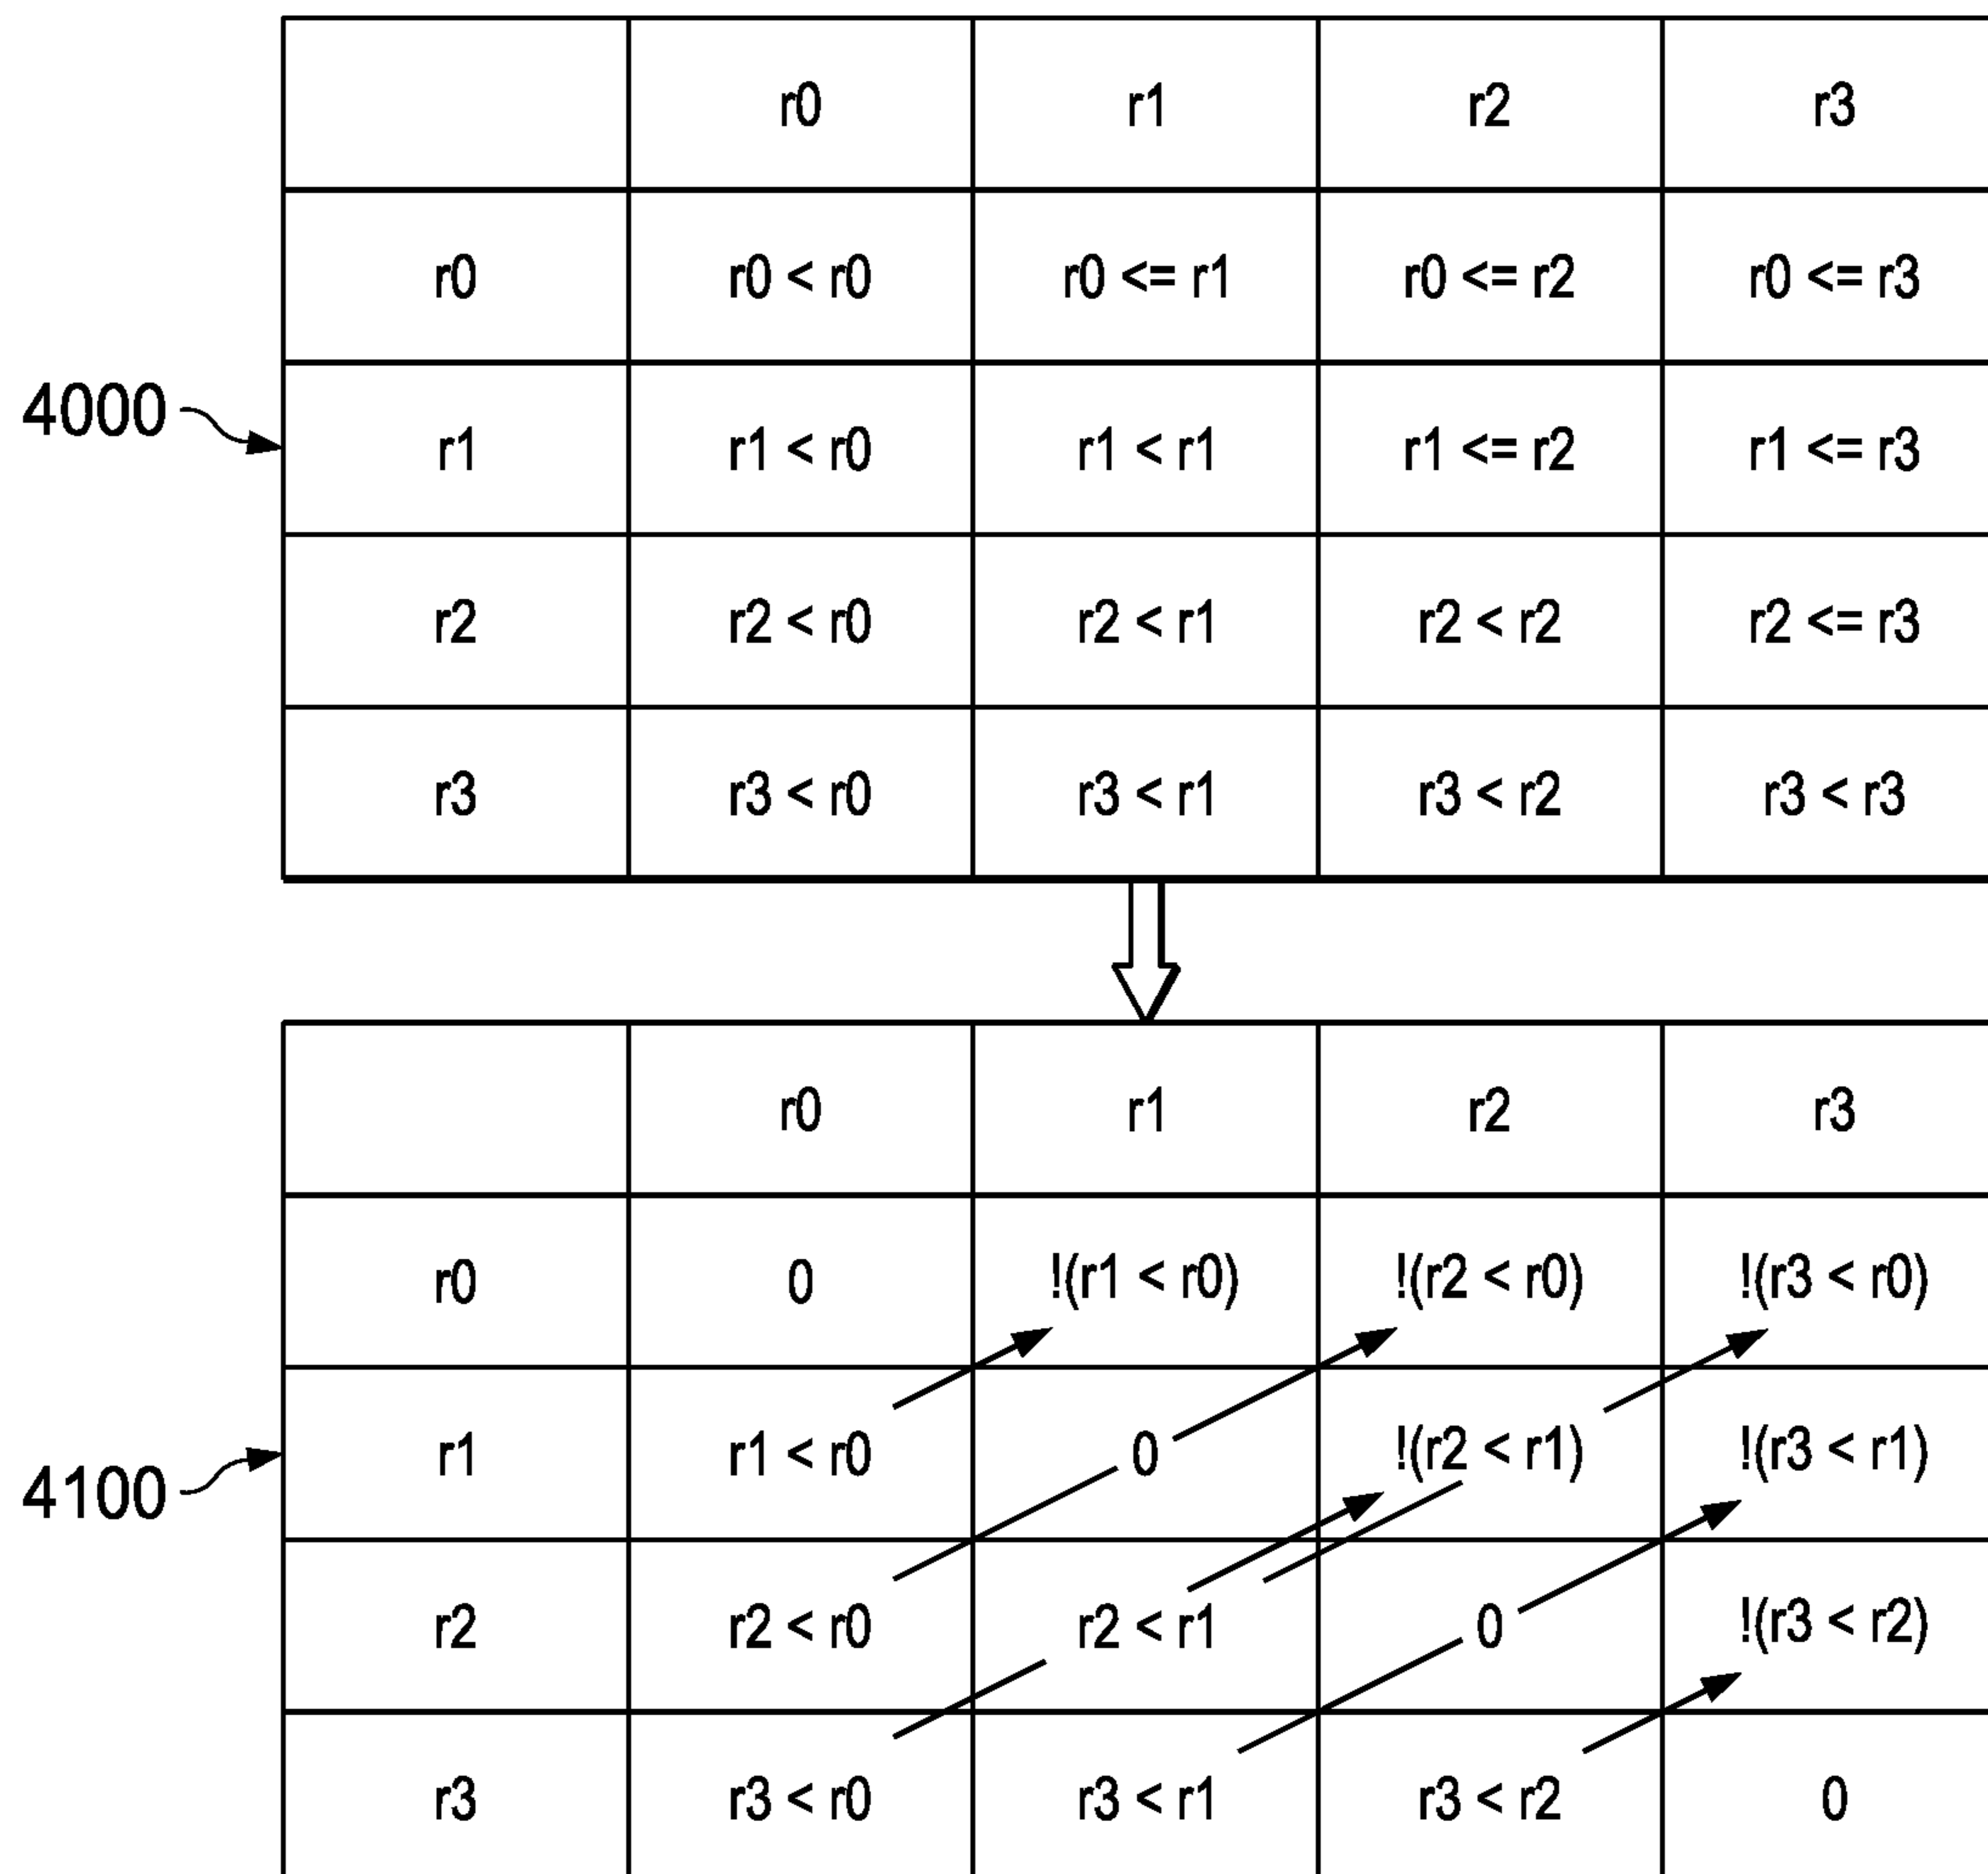 r0 r1 r2 r3
r0 r0 < r0 r0 <= r1 r0 <= r2 r0 <= r3
4000
r1 r1 < r0 r1 < r1 r1 <= r2 r1 <= r3
r2 r2 < r0 r2 < r1 r2 < r2 r2 <= r3
r3 r3 < r0 r3 < r1 r3 < r2 r3 < r3
r0 r1 r2 r3
r0 0 !(r1 < r0) !(r2 < r0) !(r3 < r0)
r1 r1 < r0 0 !(r2 < r1) !(r3 < r1)
4100
r2 r2 < r0 r2 < r1 0 !(r3 < r2)
r3 r3 < r0 r3 < r1 r3 < r2 0